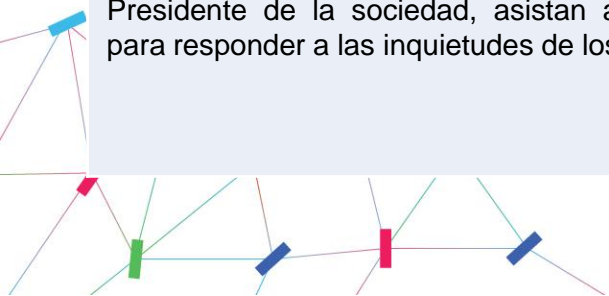 Presidente de la sociedad, asistan a
para responder a las inquietudes de los